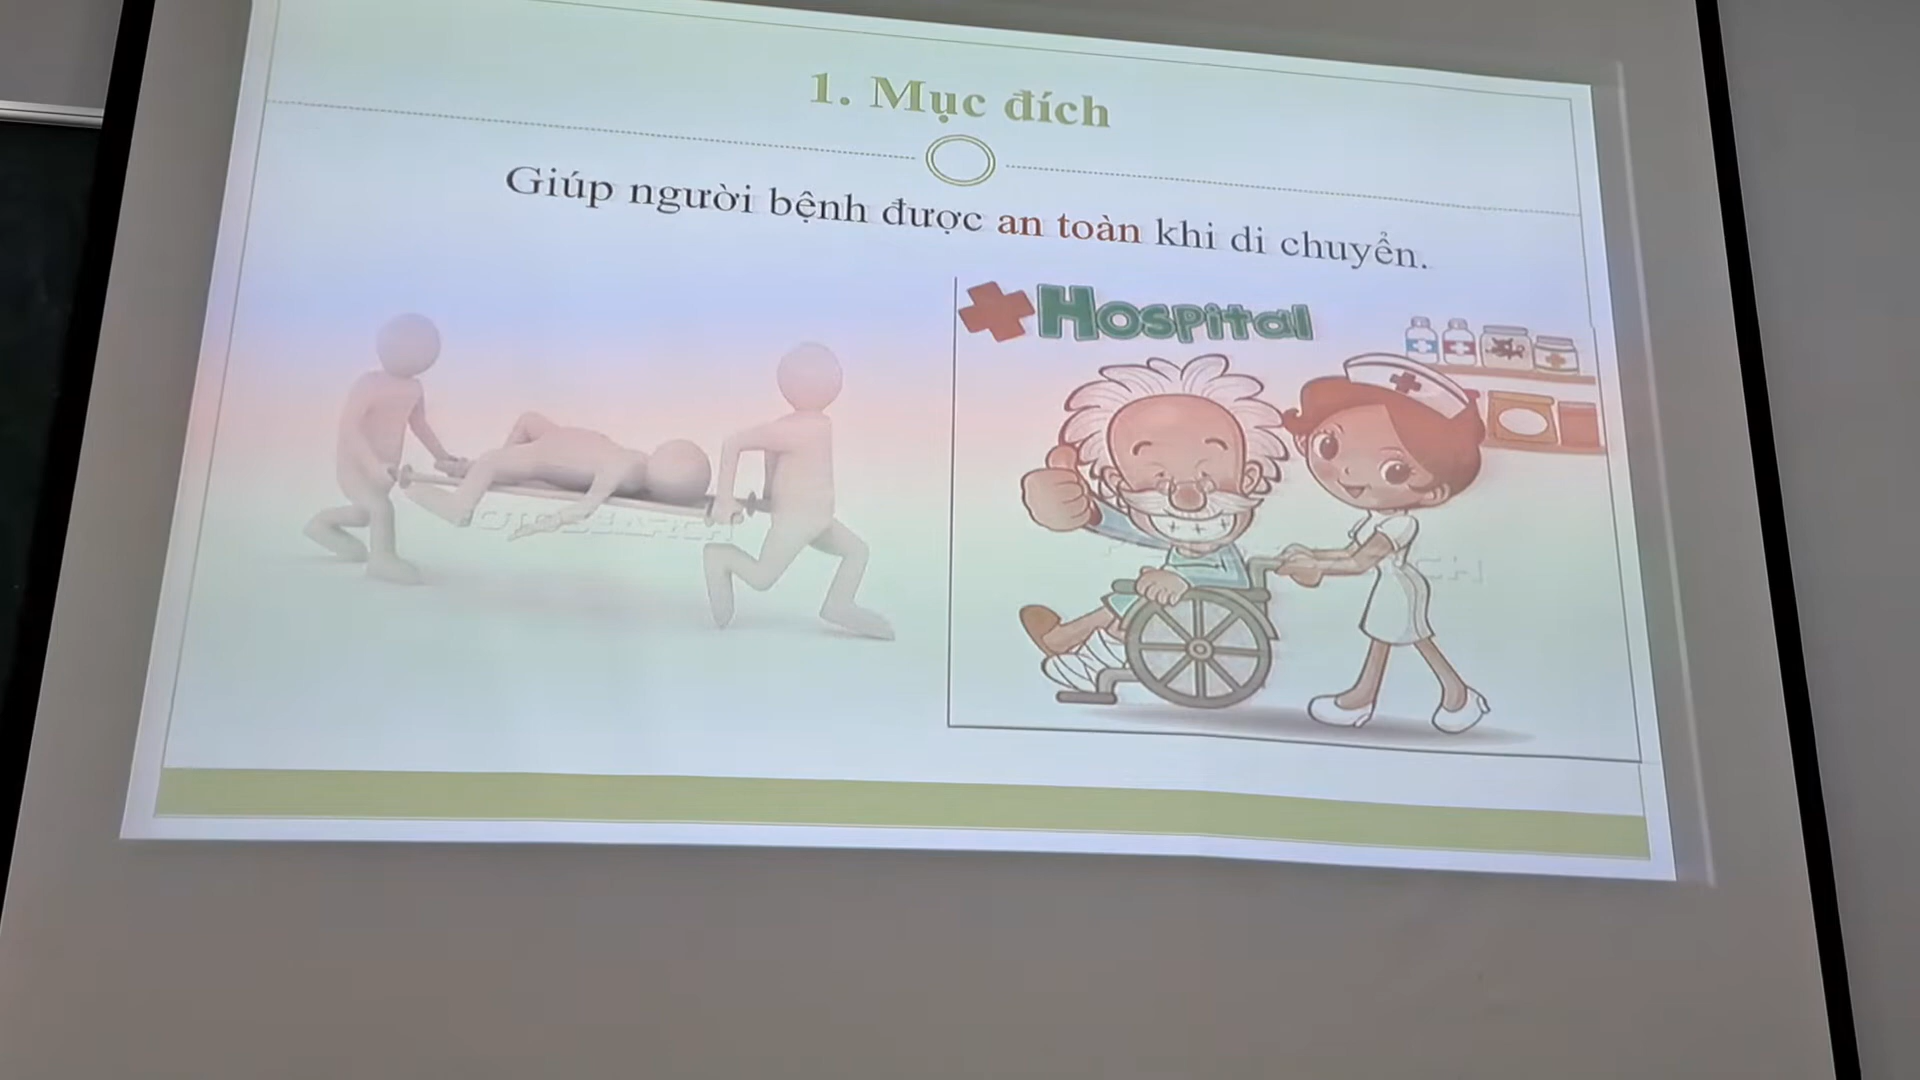 1. Mục đích
Giúp người bệnh được an toàn khi di chuyển.
Hospital